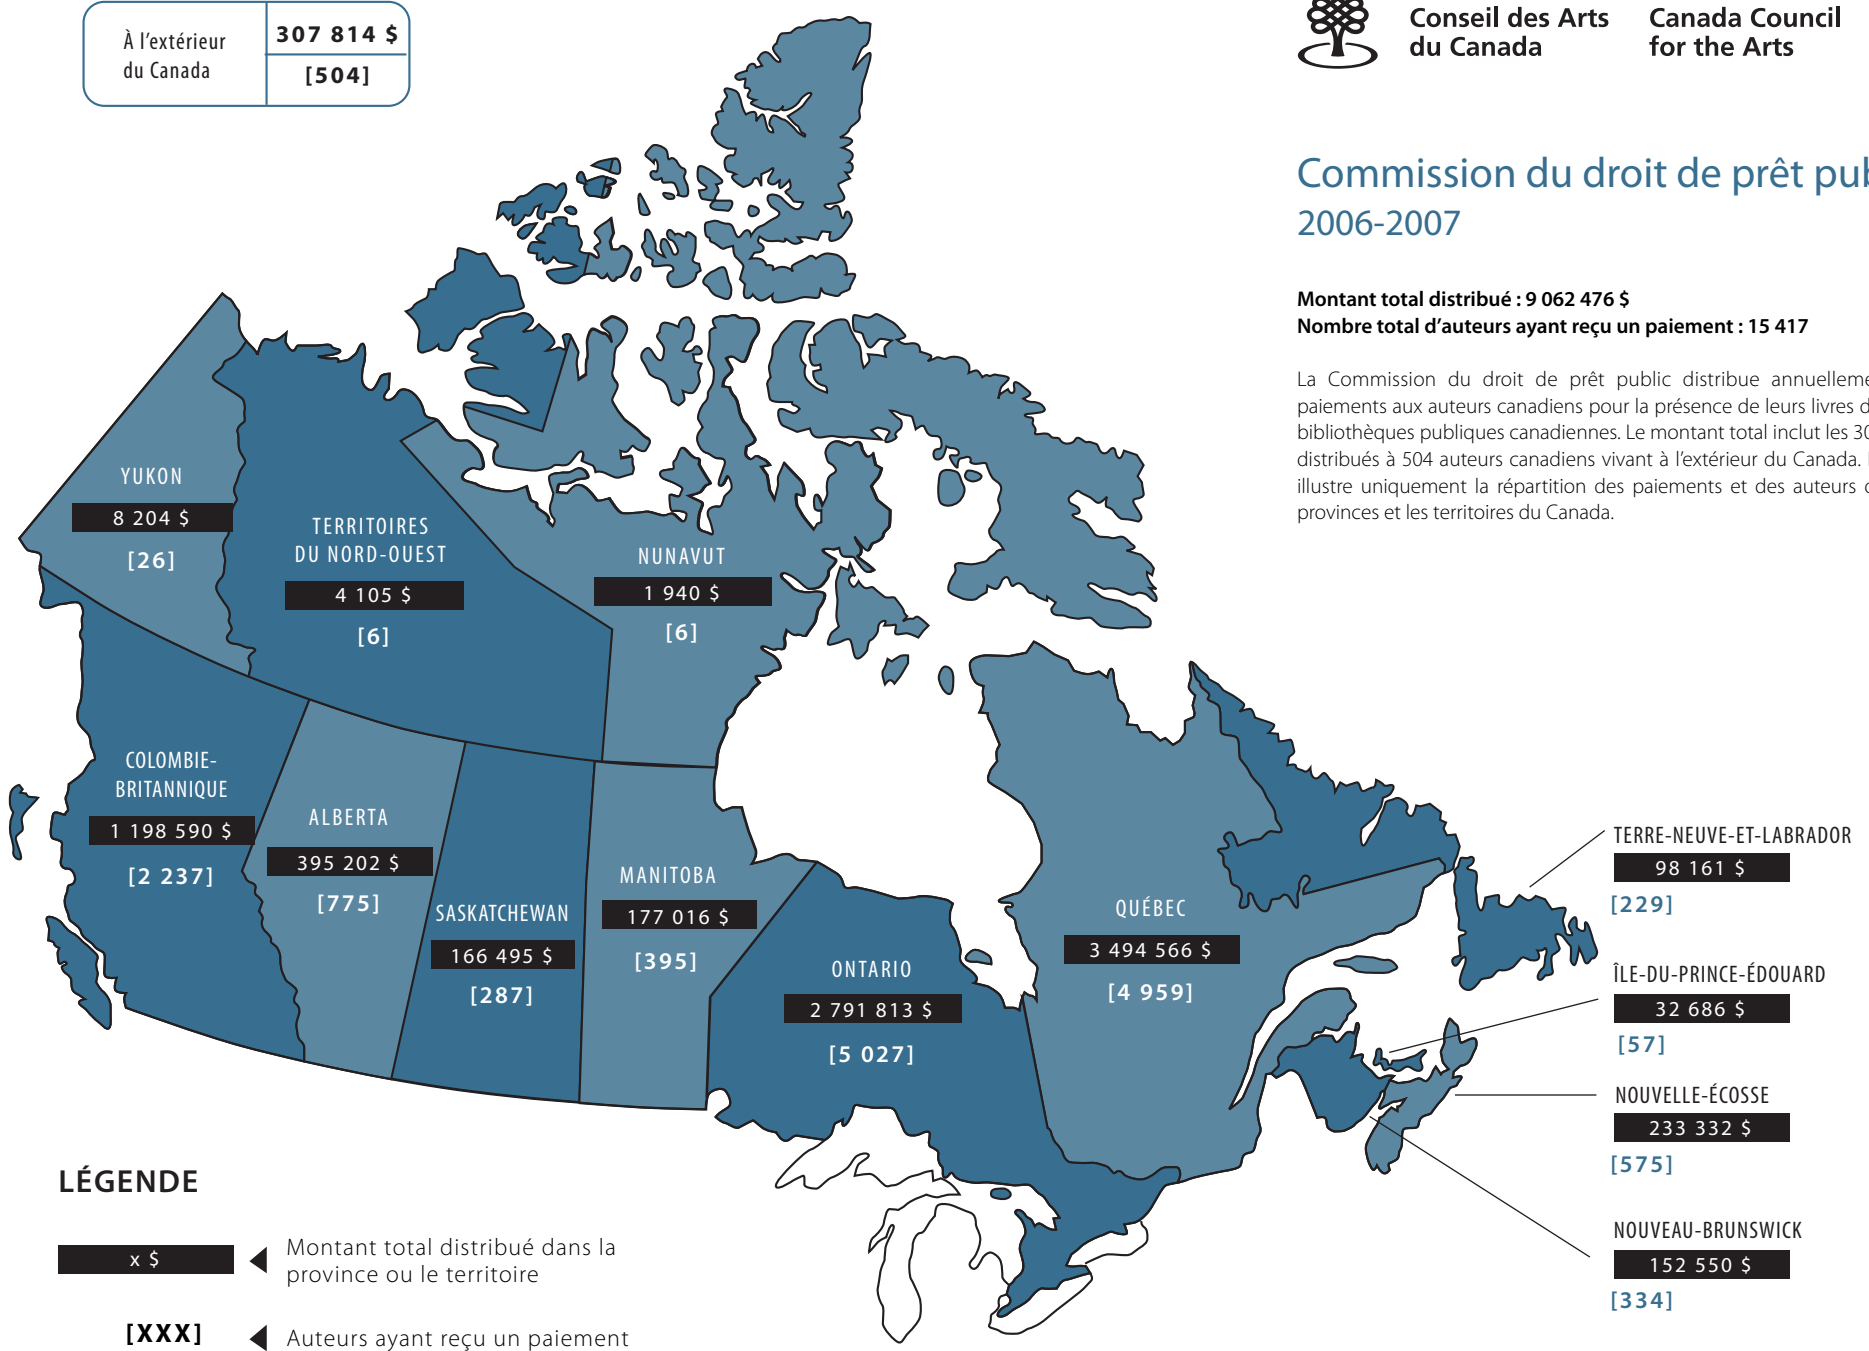 À l'extérieur
du Canada
307 814 $
[504]
Conseil des Arts
du Canada
Canada Council
for the Arts
Commission du droit de prêt pub
2006-2007
Montant total distribué : 9 062 476 $
Nombre total d'auteurs ayant reçu un paiement : 15 417
La Commission du droit de prêt public distribue annuelleme
paiements aux auteurs canadiens pour la présence de leurs livres d
bibliothèques publiques canadiennes. Le montant total inclut les 30
distribués à 504 auteurs canadiens vivant à l'extérieur du Canada.
illustre uniquement la répartition des paiements et des auteurs
provinces et les territoires du Canada.
YUKON
8 204 $
[26]
TERRITOIRES
DU NORD-OUEST
4 105 $
[6]
NUNAVUT
1 940 $
[6]
COLOMBIE-
BRITANNIQUE
1 198 590 $
[2 237]
ALBERTA
395 202 $
[775]
SASKATCHEWAN
166 495 $
[287]
MANITOBA
177 016 $
[395]
ONTARIO
2 791 813 $
[5 027]
QUÉBEC
3 494 566 $
[4 959]
TERRE-NEUVE-ET-LABRADOR
98 161 $
[229]
ÎLE-DU-PRINCE-ÉDOUARD
32 686 $
[57]
NOUVELLE-ÉCOSSE
233 332 $
[575]
NOUVEAU-BRUNSWICK
152 550 $
[334]
LÉGENDE
x $
Montant total distribué dans la
province ou le territoire
[XXX]
Auteurs ayant reçu un paiement